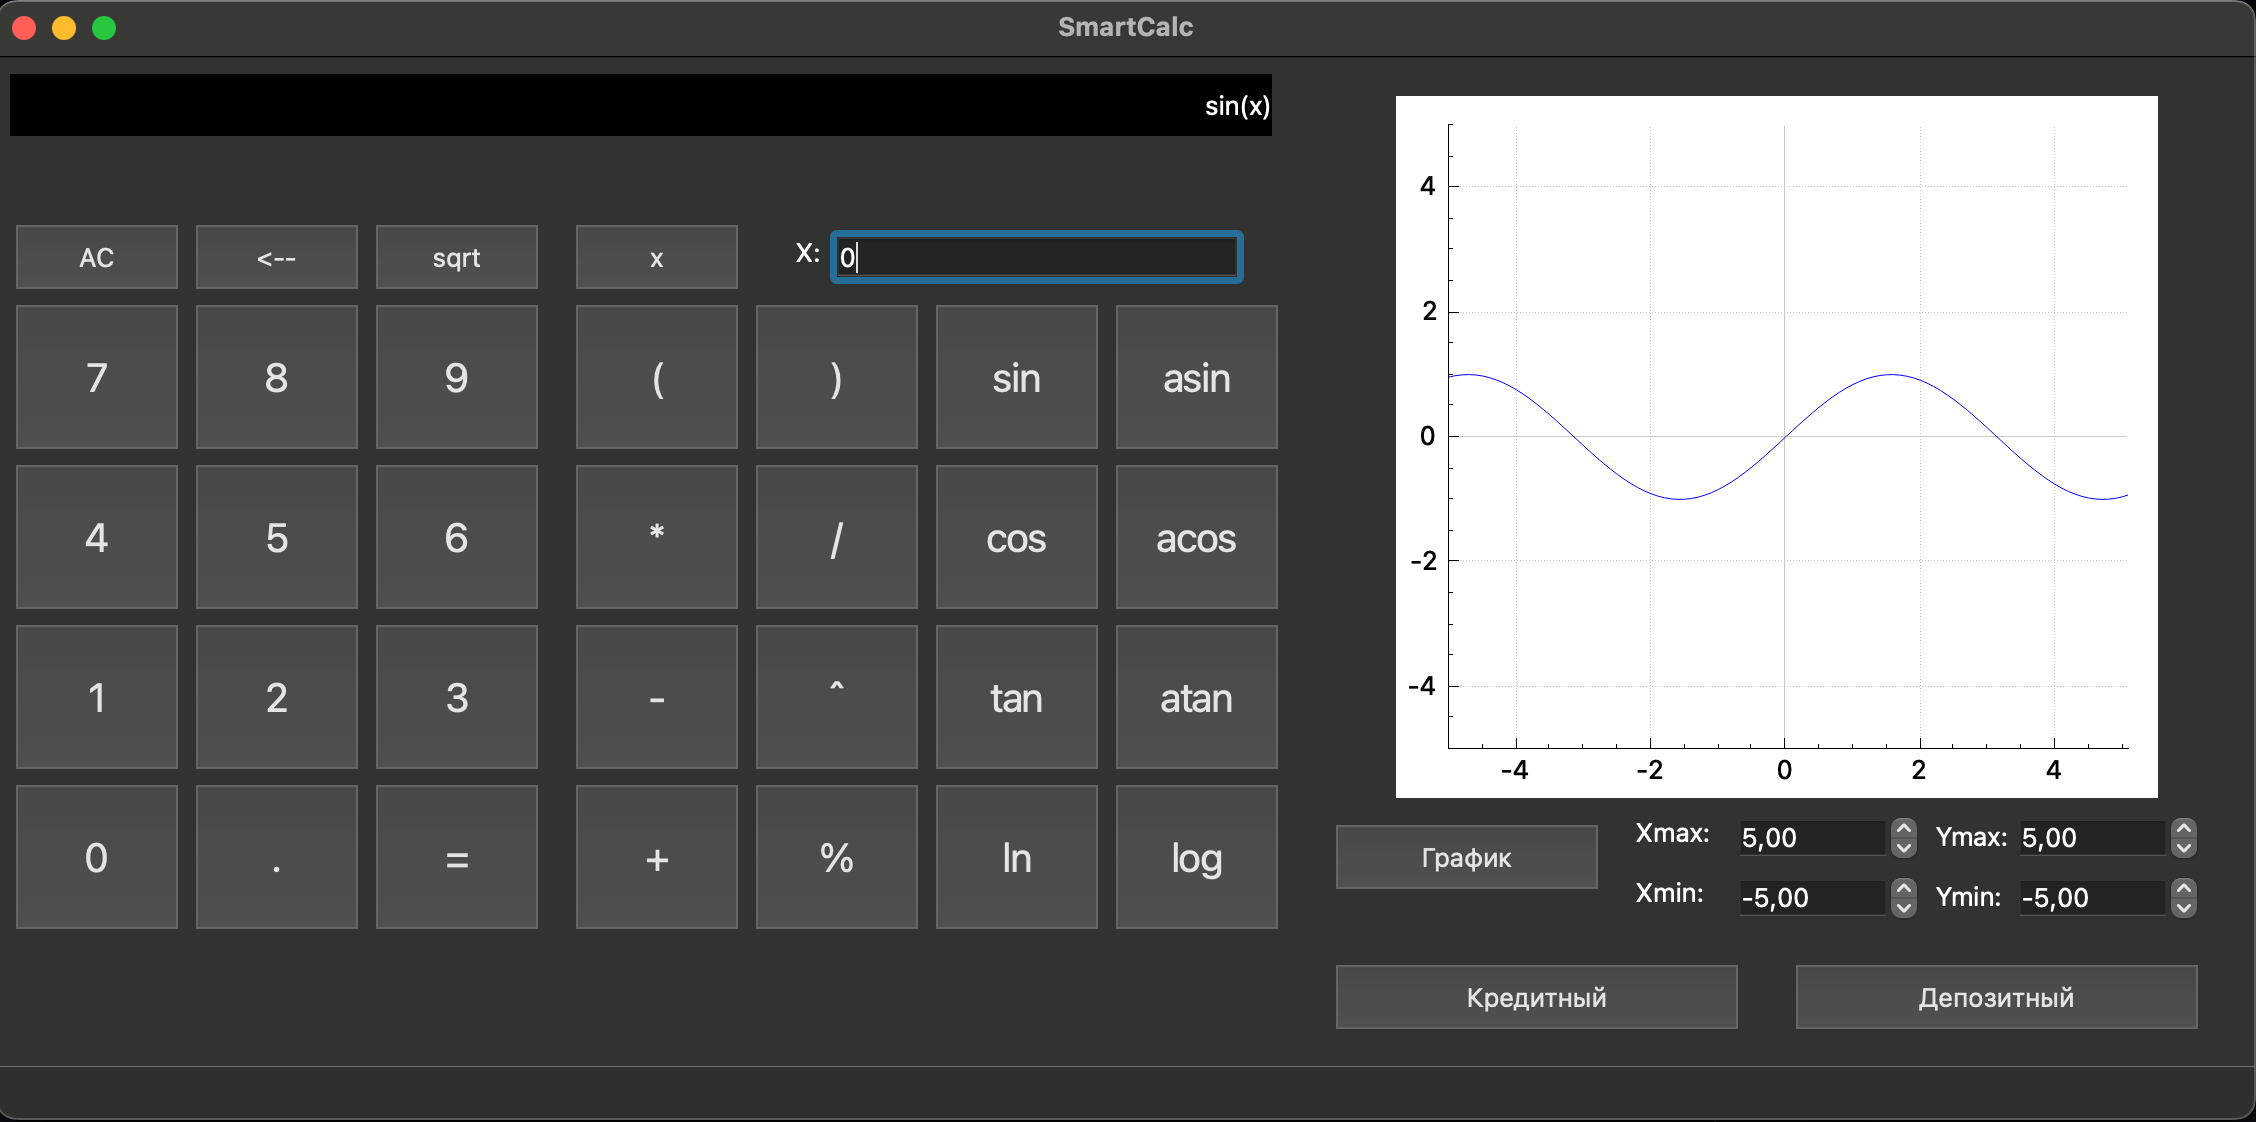 SmartCalc
sin(x)
AC <-- sqrt x X: 0
7 8 9 ( ) sin asin
4 5 6 * / cos acos
1 2 3 - ^ tan atan
0 . = + % ln log
4
2
0
-2
-4
-4 -2 0 2 4
График
Xmax: 5,00 Ymax: 5,00
Xmin: -5,00 Ymin: -5,00
Кредитный Депозитный